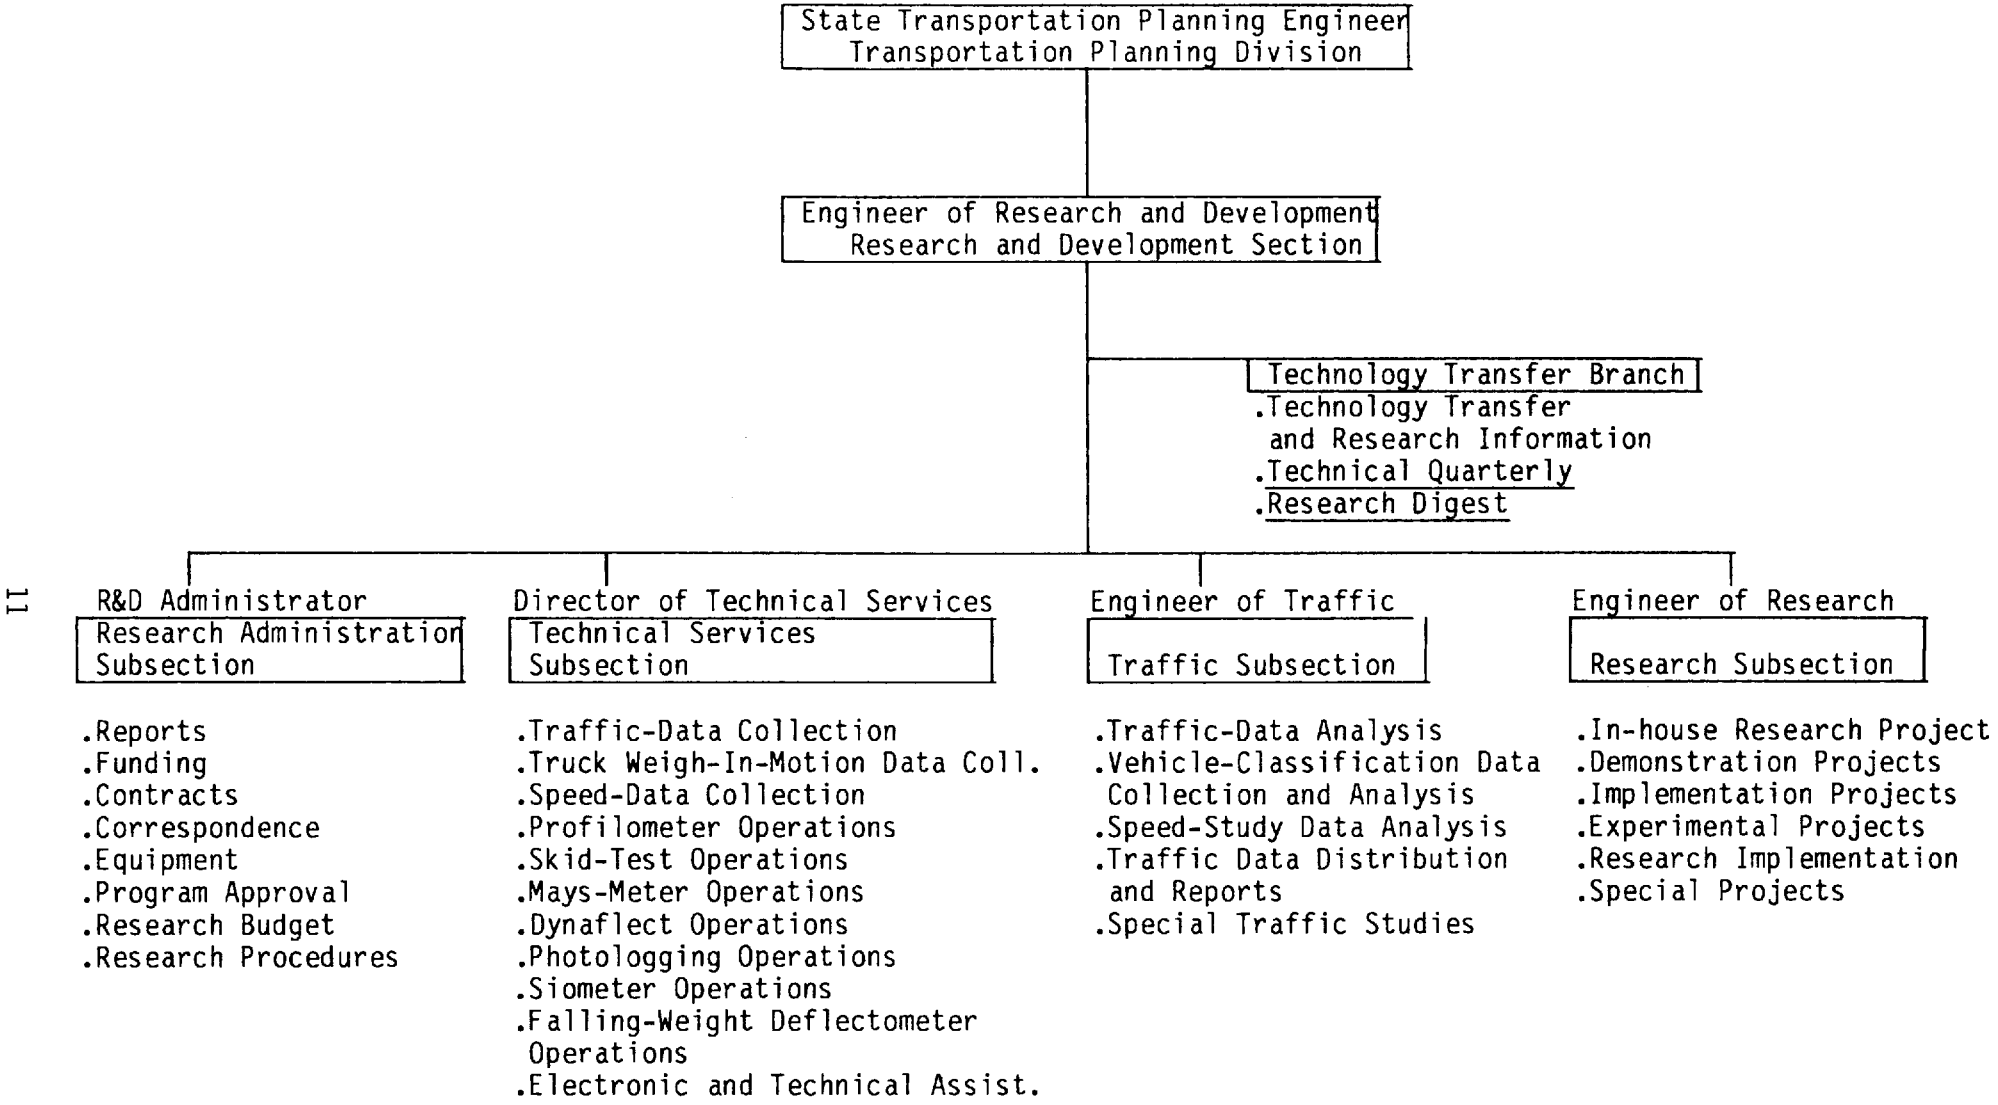 State Transportation Planning Engineer
Transportation Planning Division
Engineer of Research and Development
Research and Development Section
Technology Transfer Branch
.Technology Transfer
and Research Information
.Technical Quarterly
.Research Digest
11
R&D Administrator
Research Administration
Subsection
.Reports
.Funding
.Contracts
.Correspondence
.Equipment
.Program Approval
.Research Budget
.Research Procedures
Director of Technical Services
Technical Services
Subsection
.Traffic-Data Collection
.Truck Weigh-In-Motion Data Coll.
.Speed-Data Collection
.Profilometer Operations
.Skid-Test Operations
.Mays-Meter Operations
.Dynaflect Operations
.Photologging Operations
.Siometer Operations
.Falling-Weight Deflectometer
Operations
.Electronic and Technical Assist.
Engineer of Traffic
Traffic Subsection
.Traffic-Data Analysis
.Vehicle-Classification Data
Collection and Analysis
.Speed-Study Data Analysis
.Traffic Data Distribution
and Reports
.Special Traffic Studies
Engineer of Research
Research Subsection
.In-house Research Project
.Demonstration Projects
.Implementation Projects
.Experimental Projects
.Research Implementation
.Special Projects